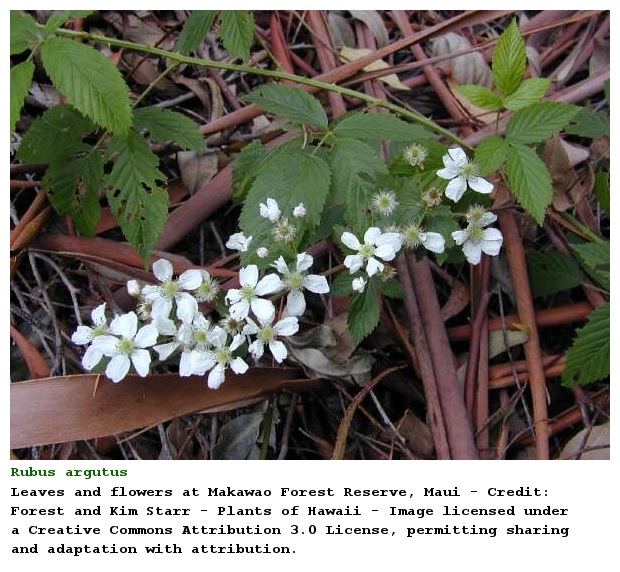 Rubus argutus
Leaves and flowers at Makawao Forest Reserve, Maui - Credit:
Forest and Kim Starr - Plants of Hawaii - Image licensed under
a Creative Commons Attribution 3.0 License, permitting sharing
and adaptation with attribution.